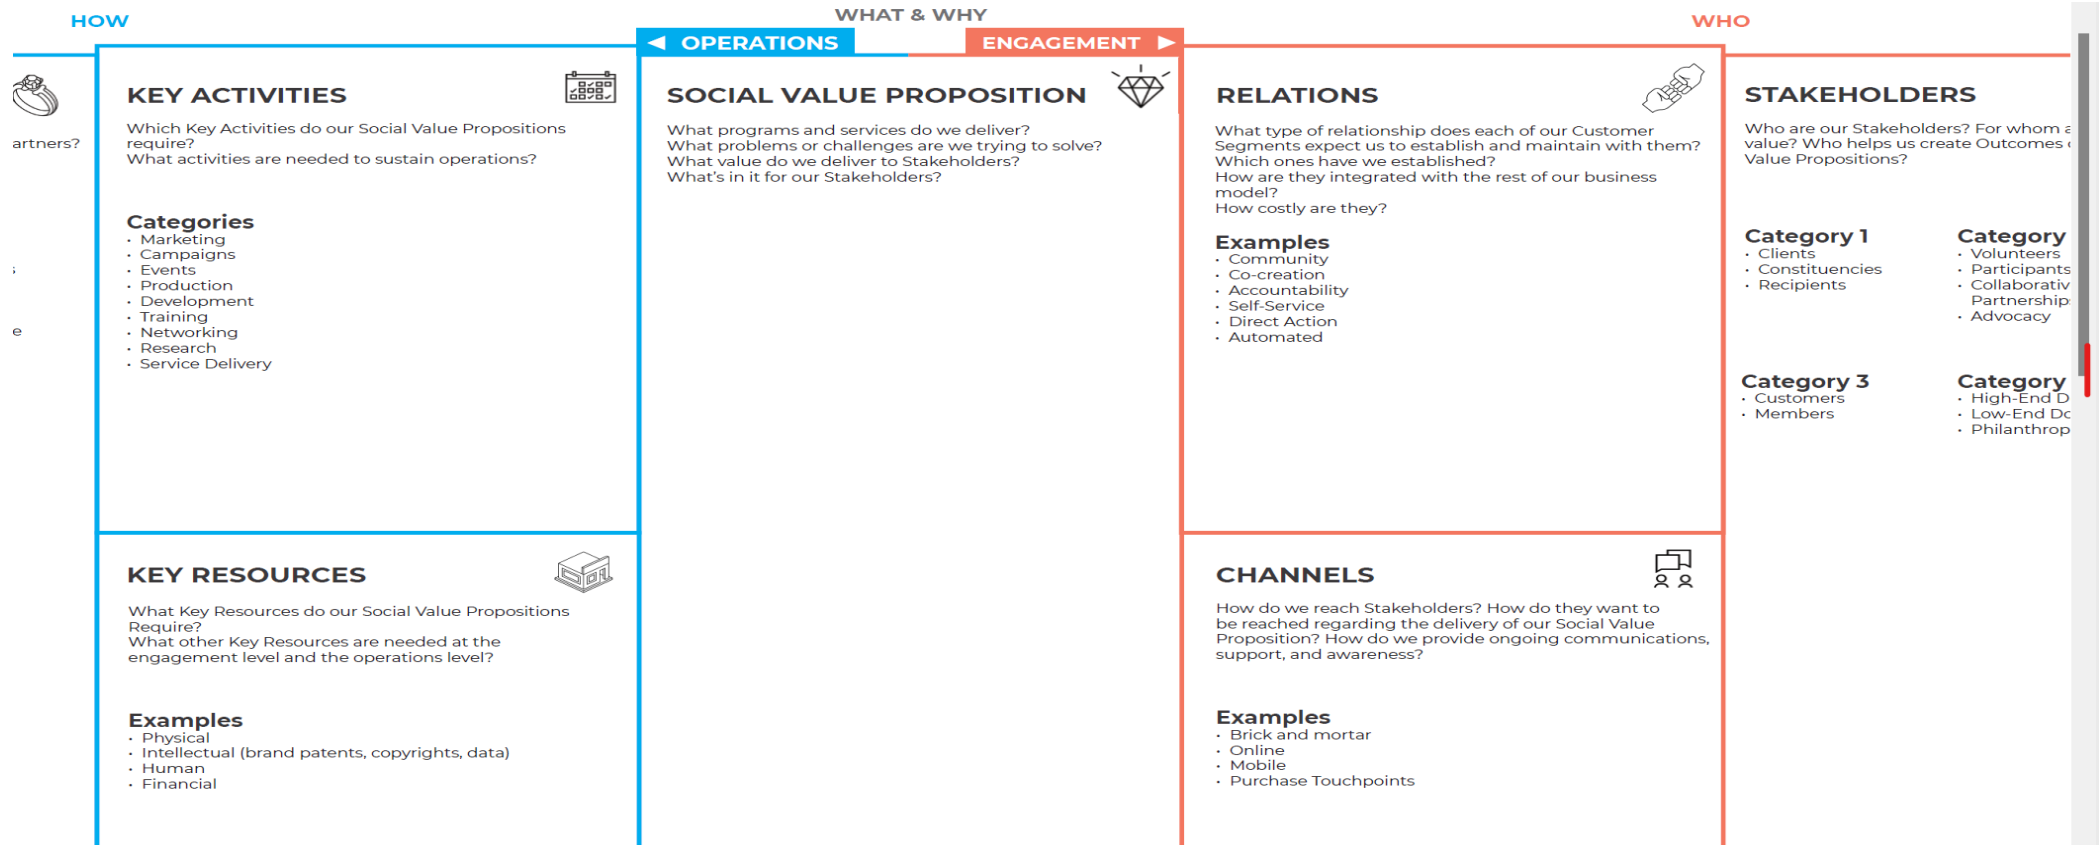 HOW
WHAT & WHY
WHO
OPERATIONS
ENGAGEMENT
KEY ACTIVITIES
Which Key Activities do our Social Value Propositions
require?
What activities are needed to sustain operations?
Categories
· Marketing
· Campaigns
· Events
· Production
· Development
· Training
· Networking
· Research
· Service Delivery
KEY RESOURCES
What Key Resources do our Social Value Propositions
Require?
What other Key Resources are needed at the
engagement level and the operations level?
Examples
· Physical
· Intellectual (brand patents, copyrights, data)
· Human
· Financial
SOCIAL VALUE PROPOSITION
What programs and services do we deliver?
What problems or challenges are we trying to solve?
What value do we deliver to Stakeholders?
What's in it for our Stakeholders?
RELATIONS
What type of relationship does each of our Customer
Segments expect us to establish and maintain with them?
Which ones have we established?
How are they integrated with the rest of our business
model?
How costly are they?
Examples
· Community
· Co-creation
· Accountability
· Self-Service
· Direct Action
· Automated
CHANNELS
How do we reach Stakeholders? How do they want to
be reached regarding the delivery of our Social Value
Proposition? How do we provide ongoing communications,
support, and awareness?
Examples
· Brick and mortar
· Online
· Mobile
· Purchase Touchpoints
STAKEHOLDERS
Who are our Stakeholders? For whom
value? Who helps us create Outcomes
Value Propositions?
Category 1
· Clients
· Constituencies
· Recipients
Category
· Volunteers
· Participants
·
·
· Advocacy
Category 3
· Customers
· Members
Category
· High-End
· Low-End